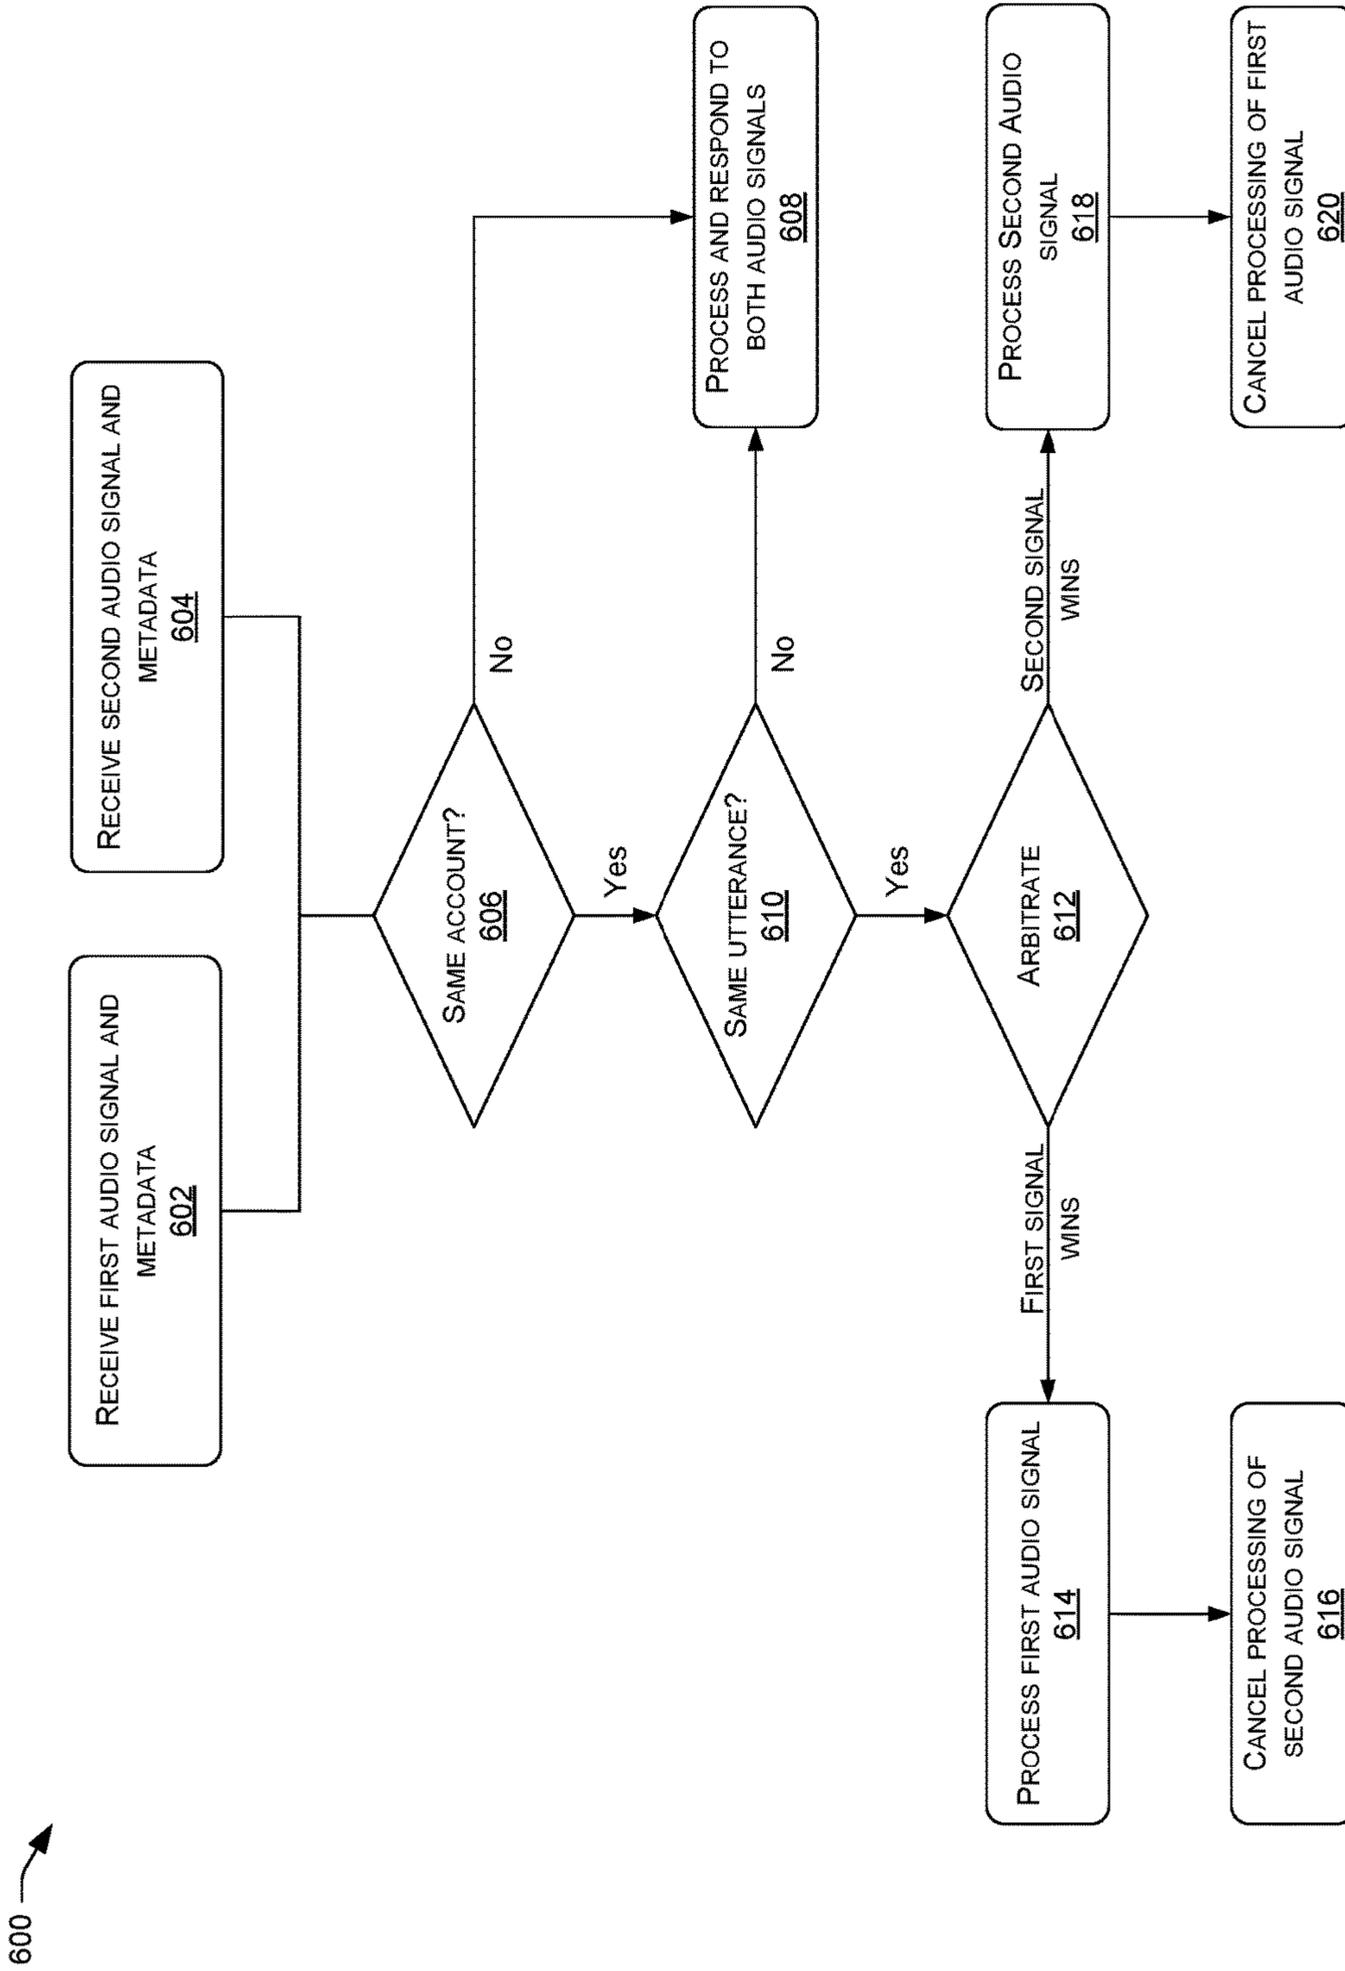 600
RECEIVE FIRST AUDIO SIGNAL AND
METADATA
602
RECEIVE SECOND AUDIO SIGNAL AND
METADATA
604
SAME ACCOUNT?
606
No
Yes
SAME UTTERANCE?
610
No
PROCESS AND RESPOND TO
BOTH AUDIO SIGNALS
608
Yes
ARBITRATE
612
FIRST SIGNAL
WINS
SECOND SIGNAL
WINS
PROCESS FIRST AUDIO SIGNAL
614
PROCESS SECOND AUDIO
SIGNAL
618
CANCEL PROCESSING OF
SECOND AUDIO SIGNAL
616
CANCEL PROCESSING OF FIRST
AUDIO SIGNAL
620